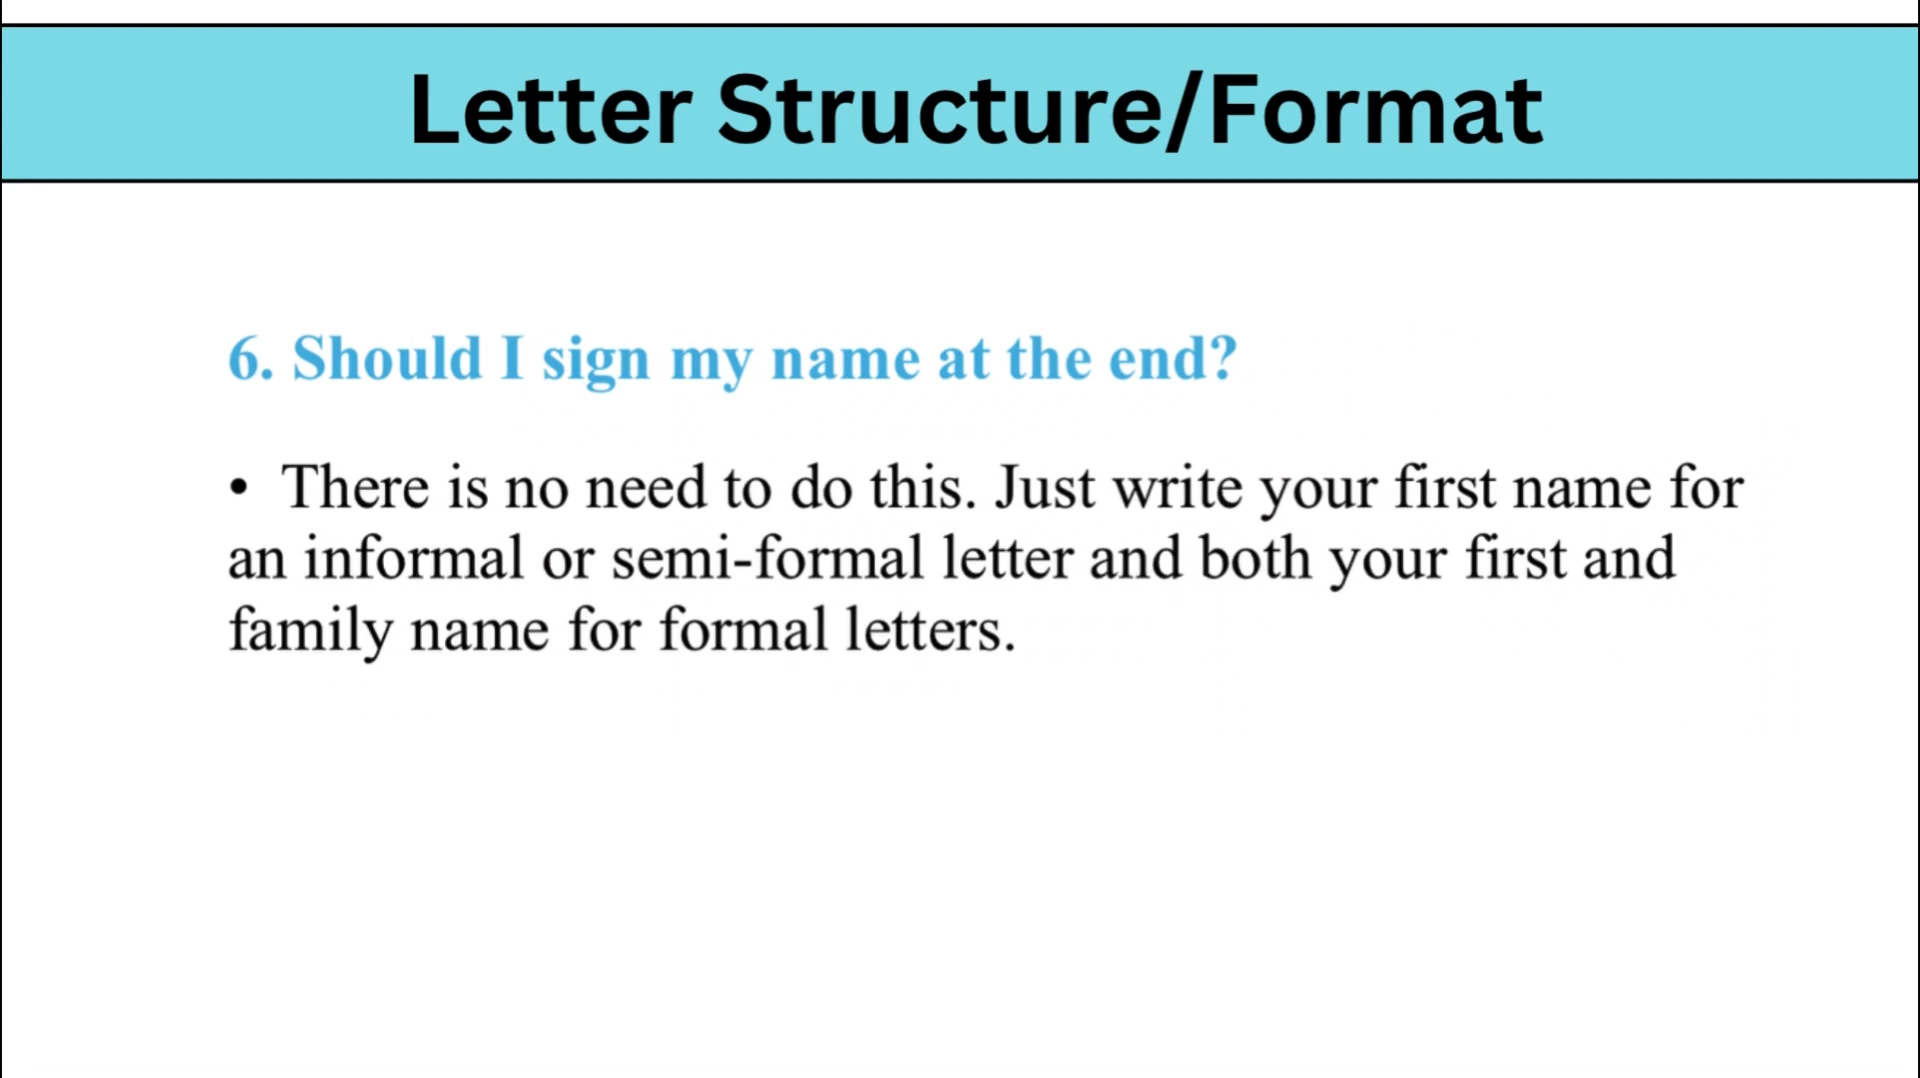 Letter Structure/Format
6. Should I sign my name at the end?
• There is no need to do this. Just write your first name for
an informal or semi-formal letter and both your first and
family name for formal letters.